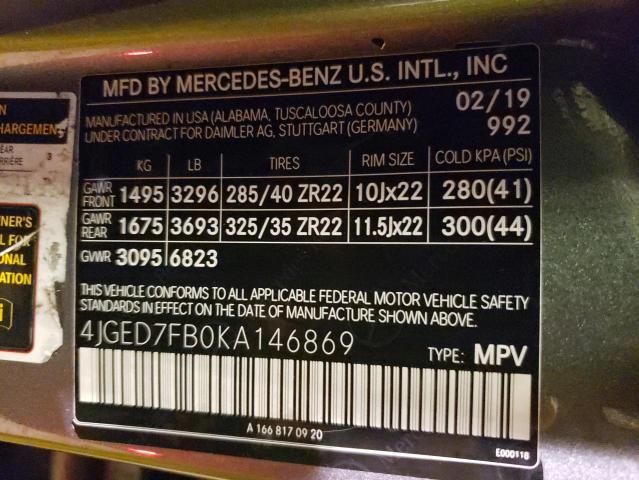 MFD BY MERCEDES-BENZ U.S. INTL., INC
MANUFACTURED IN USA (ALABAMA, TUSCALOOSA COUNTY) 02/19
UNDER CONTRACT FOR DAIMLER AG, STUTTGART (GERMANY) 992
KG LB TIRES RIM SIZE COLD KPA (PSI)
GAWR FRONT 1495 3296 285/40 ZR22 10Jx22 280(41)
GAWR REAR 1675 3693 325/35 ZR22 11.5Jx22 300(44)
GVWR 3095 6823
THIS VEHICLE CONFORMS TO ALL APPLICABLE FEDERAL MOTOR VEHICLE SAFETY
STANDARDS IN EFFECT ON THE DATE OF MANUFACTURE SHOWN ABOVE.
4JGED7FB0KA146869
TYPE: MPV
A 166 817 09 20
E000118
HARGEMENT
3